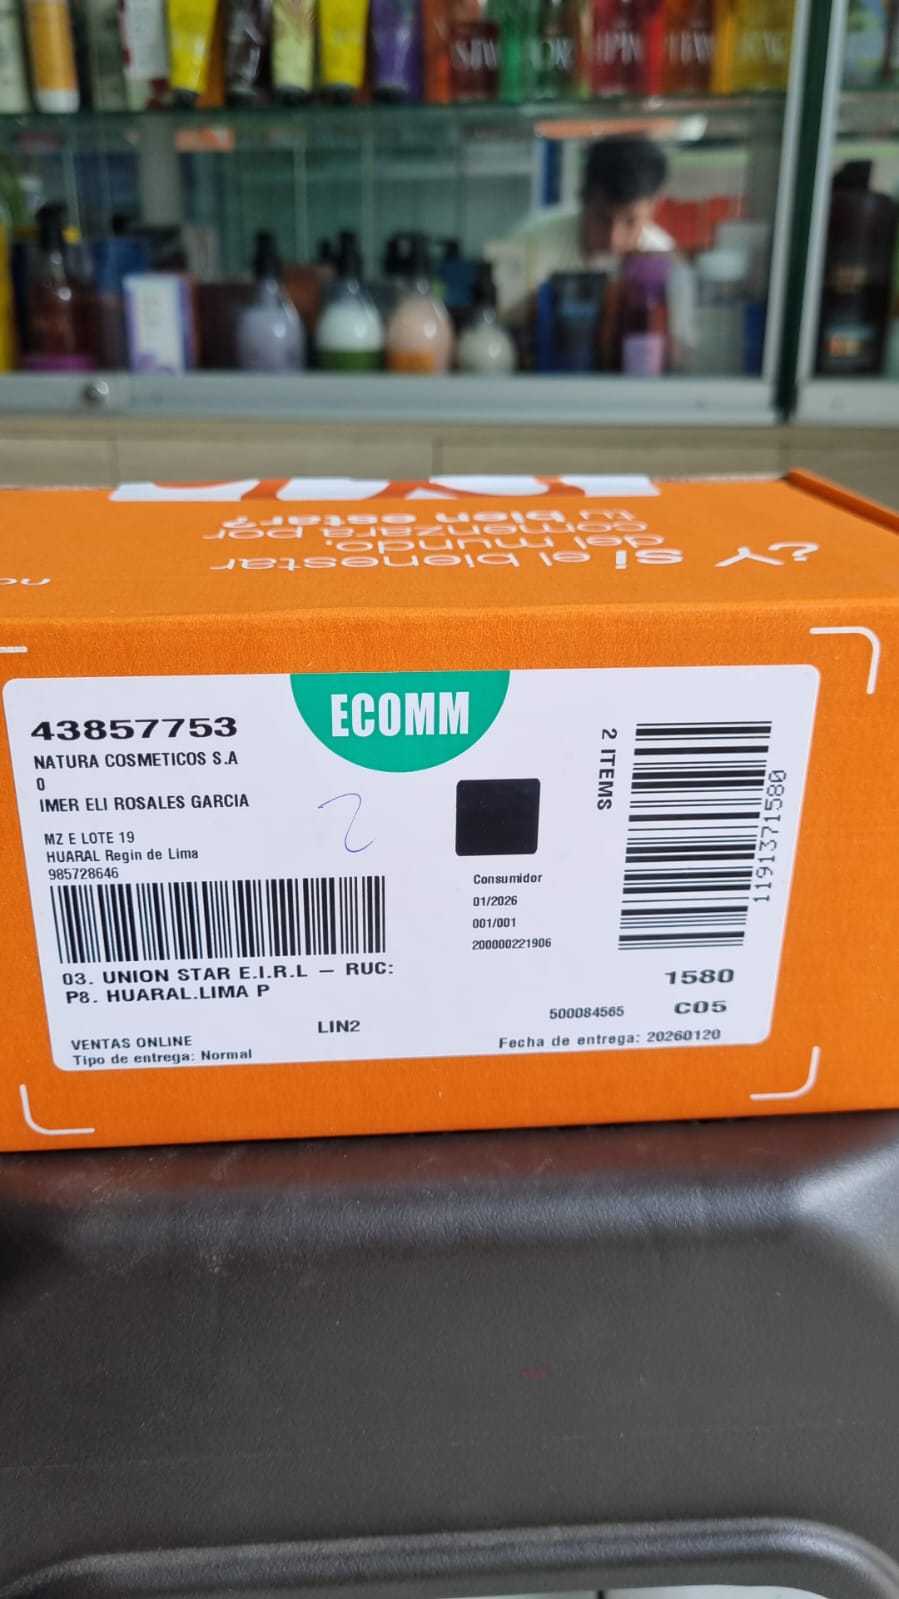 ¿Y si el bienestar
del mundo,
comenzara por
tu bien estar?
ECOMM
43857753
NATURA COSMETICOS S.A
0
IMER ELI ROSALES GARCIA
2
2 ITEMS
MZ E LOTE 19
HUARAL Regin de Lima
985728646
1191371580
Consumidor
01/2026
001/001
200000221906
03. UNION STAR E.I.R.L — RUC:
P8. HUARAL.LIMA P
1580
C05
LIN2
500084565
VENTAS ONLINE
Tipo de entrega: Normal
Fecha de entrega: 20260120